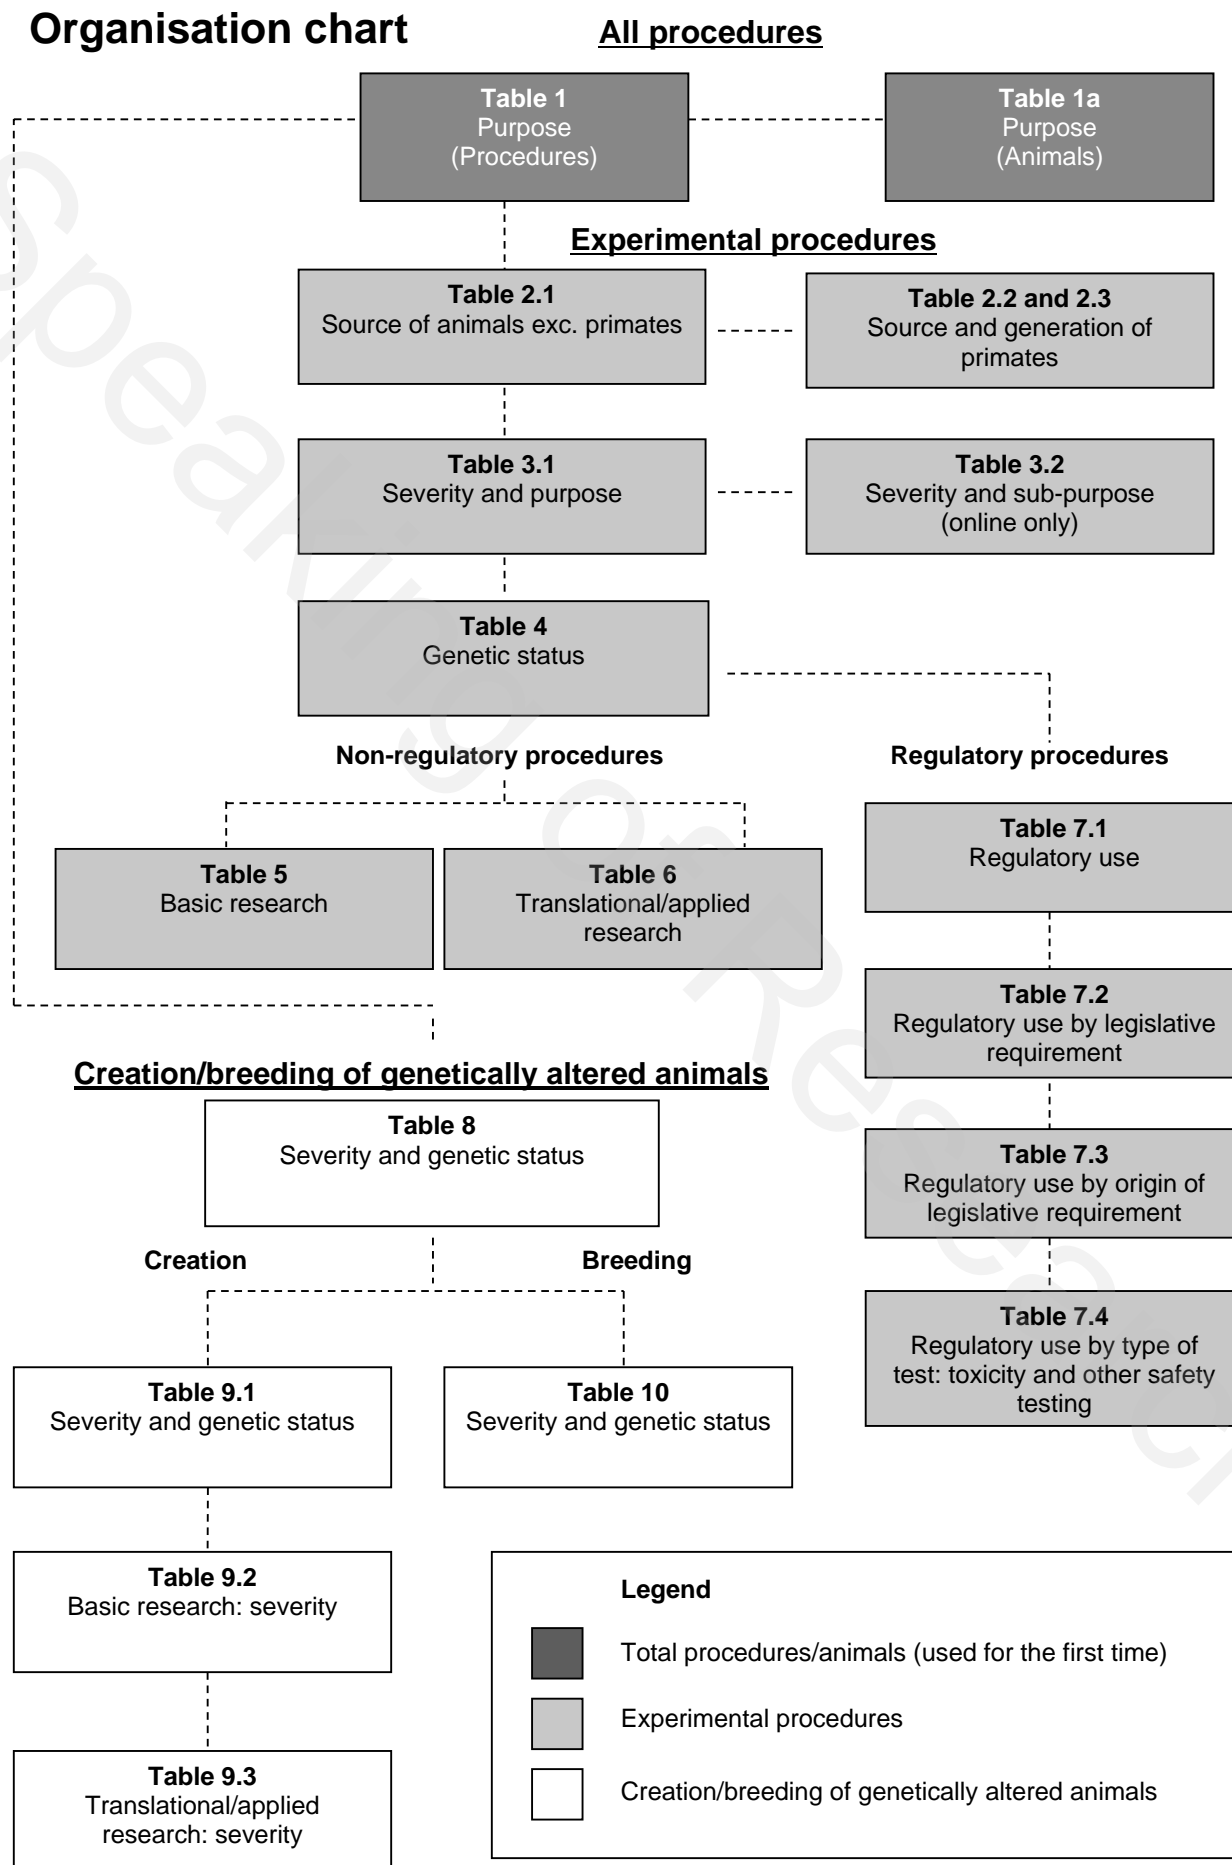 Organisation chart
All procedures
Table 1
Purpose
(Procedures)
Table 1a
Purpose
(Animals)
Experimental procedures
Table 2.1
Source of animals exc. primates
Table 2.2 and 2.3
Source and generation of
primates
Table 3.1
Severity and purpose
Table 3.2
Severity and sub-purpose
(online only)
Table 4
Genetic status
Non-regulatory procedures
Regulatory procedures
Table 5
Basic research
Table 6
Translational/applied
research
Table 7.1
Regulatory use
Table 7.2
Regulatory use by legislative
requirement
Table 7.3
Regulatory use by origin of
legislative requirement
Table 7.4
Regulatory use by type of
test: toxicity and other safety
testing
Creation/breeding of genetically altered animals
Table 8
Severity and genetic status
Creation
Breeding
Table 9.1
Severity and genetic status
Table 10
Severity and genetic status
Table 9.2
Basic research: severity
Table 9.3
Translational/applied
research: severity
Legend
Total procedures/animals (used for the first time)
Experimental procedures
Creation/breeding of genetically altered animals
Speaking of Research